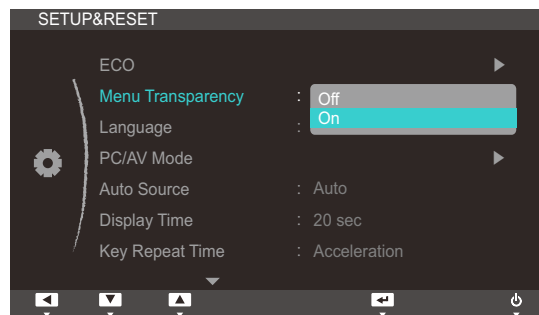 SETUP&RESET
ECO
Menu Transparency : Off
On
Language :
PC/AV Mode
Auto Source : Auto
Display Time : 20 sec
Key Repeat Time : Acceleration